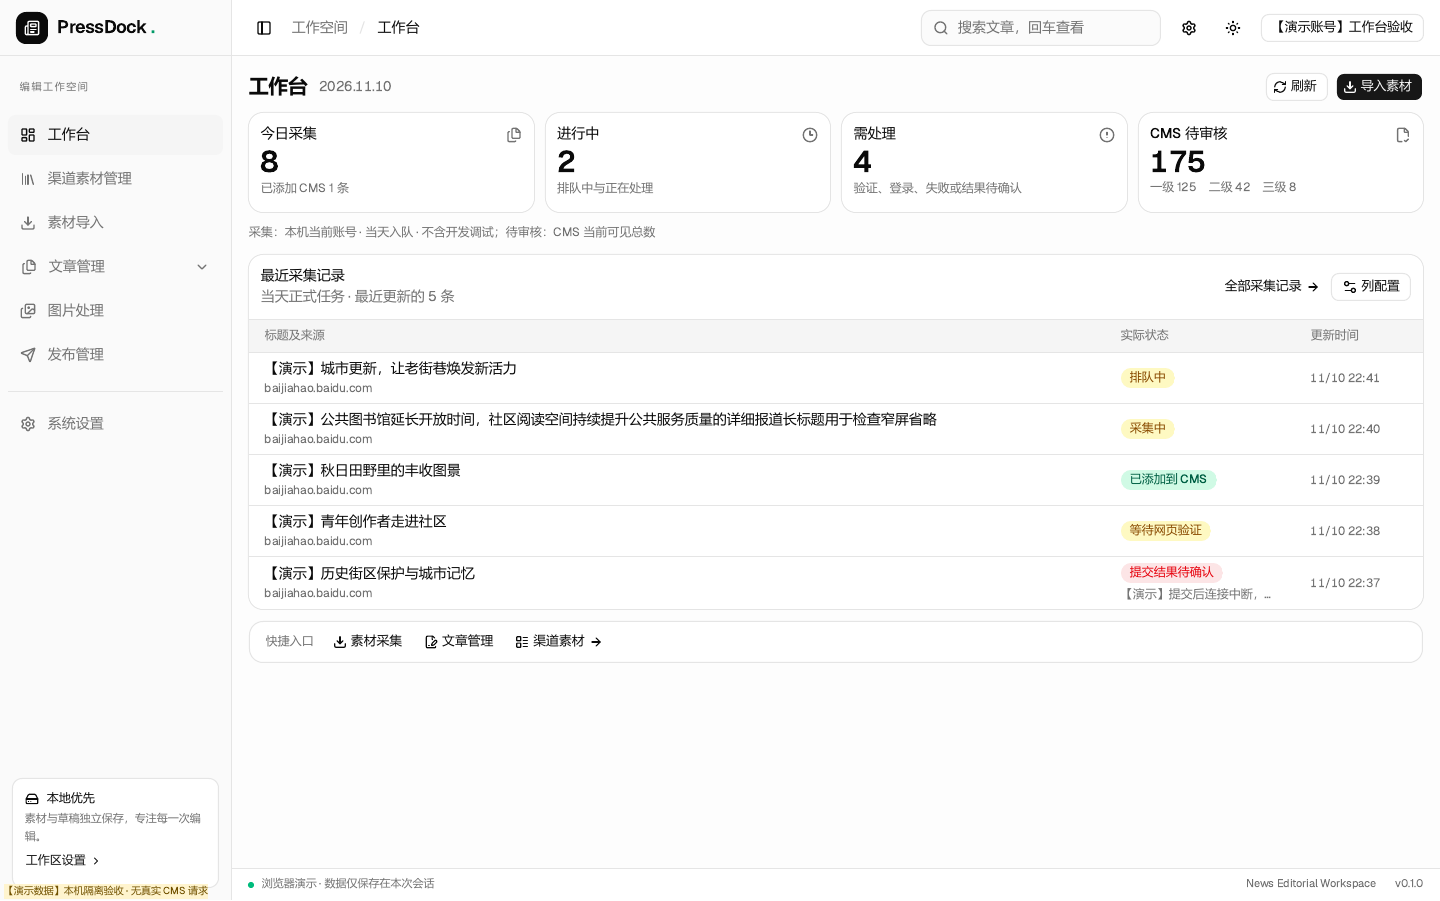 PressDock.
工作空间 / 工作台
搜索文章，回车查看
【演示账号】工作台验收
编辑工作空间
工作台
渠道素材管理
素材导入
文章管理
图片处理
发布管理
系统设置
本地优先
素材与草稿独立保存，专注每一次编
辑。
工作区设置
【演示数据】本机隔离验收 · 无真实 CMS 请求
工作台 2026.11.10
刷新
导入素材
今日采集
8
已添加 CMS 1 条
进行中
2
排队中与正在处理
需处理
4
验证、登录、失败或结果待确认
CMS 待审核
175
一级 125 二级 42 三级 8
采集：本机当前账号 · 当天入队 · 不含开发调试；待审核：CMS 当前可见总数
最近采集记录
当天正式任务 · 最近更新的 5 条
全部采集记录 →
列配置
标题及来源 实际状态 更新时间
【演示】城市更新，让老街巷焕发新活力
baijiahao.baidu.com
排队中
11/10 22:41
【演示】公共图书馆延长开放时间，社区阅读空间持续提升公共服务质量的详细报道长标题用于检查窄屏省略
baijiahao.baidu.com
采集中
11/10 22:40
【演示】秋日田野里的丰收图景
baijiahao.baidu.com
已添加到 CMS
11/10 22:39
【演示】青年创作者走进社区
baijiahao.baidu.com
等待网页验证
11/10 22:38
【演示】历史街区保护与城市记忆
baijiahao.baidu.com
提交结果待确认
【演示】提交后连接中断，...
11/10 22:37
快捷入口 素材采集 文章管理 渠道素材 →
浏览器演示 · 数据仅保存在本次会话
News Editorial Workspace v0.1.0